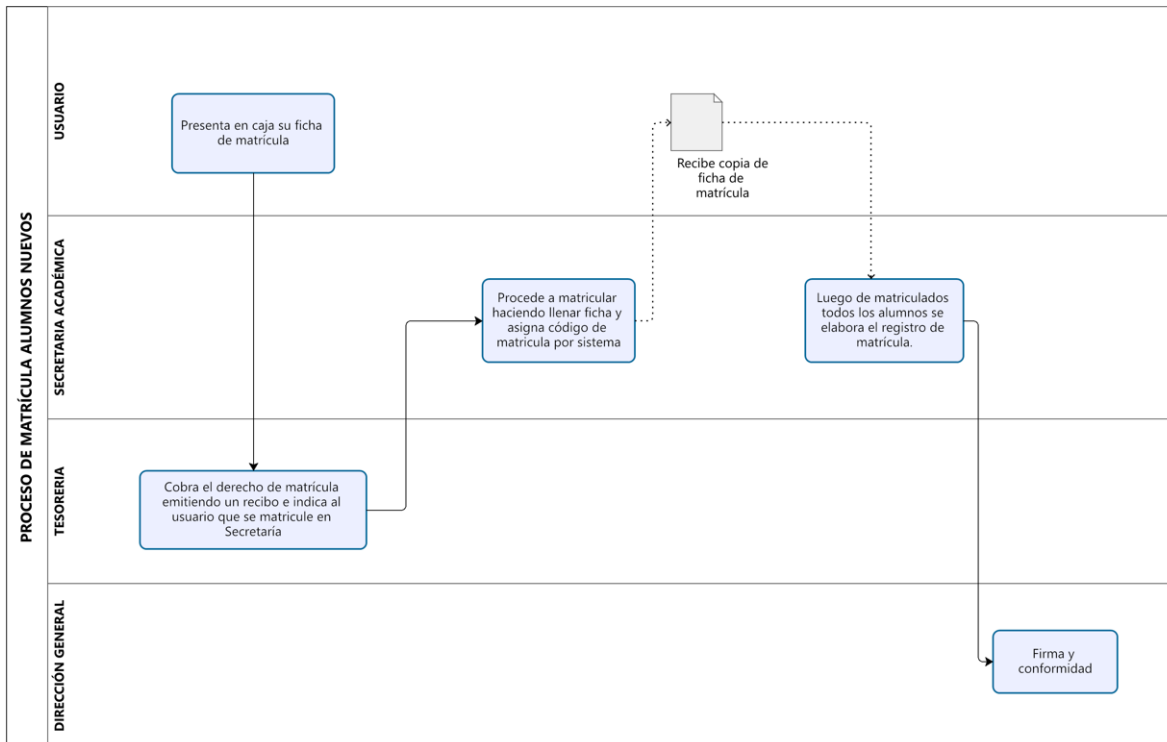 PROCESO DE MATRÍCULA ALUMNOS NUEVOS
USUARIO
Presenta en caja su ficha
de matrícula
Recibe copia de
ficha de
matrícula
SECRETARIA ACADÉMICA
Procede a matricular
haciendo llenar ficha y
asigna código de
matricula por sistema
Luego de matriculados
todos los alumnos se
elabora el registro de
matrícula.
TESORERIA
Cobra el derecho de matrícula
emitiendo un recibo e indica al
usuario que se matricule en
Secretaría
DIRECCIÓN GENERAL
Firma y
conformidad